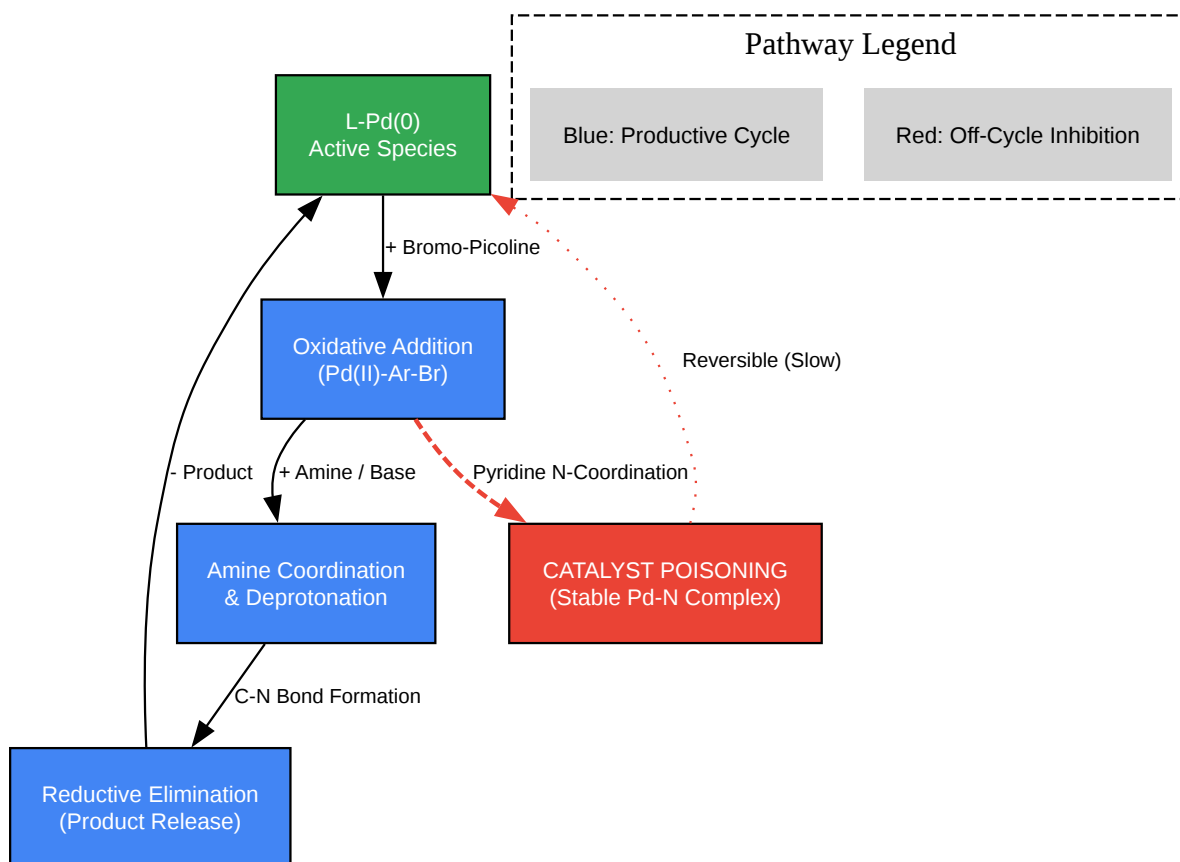 Pathway Legend
Blue: Productive Cycle
Red: Off-Cycle Inhibition
L-Pd(0)
Active Species
+ Bromo-Picoline
Oxidative Addition
(Pd(II)-Ar-Br)
Reversible (Slow)
- Product
+ Amine / Base
Pyridine N-Coordination
Amine Coordination
& Deprotonation
CATALYST POISONING
(Stable Pd-N Complex)
C-N Bond Formation
Reductive Elimination
(Product Release)